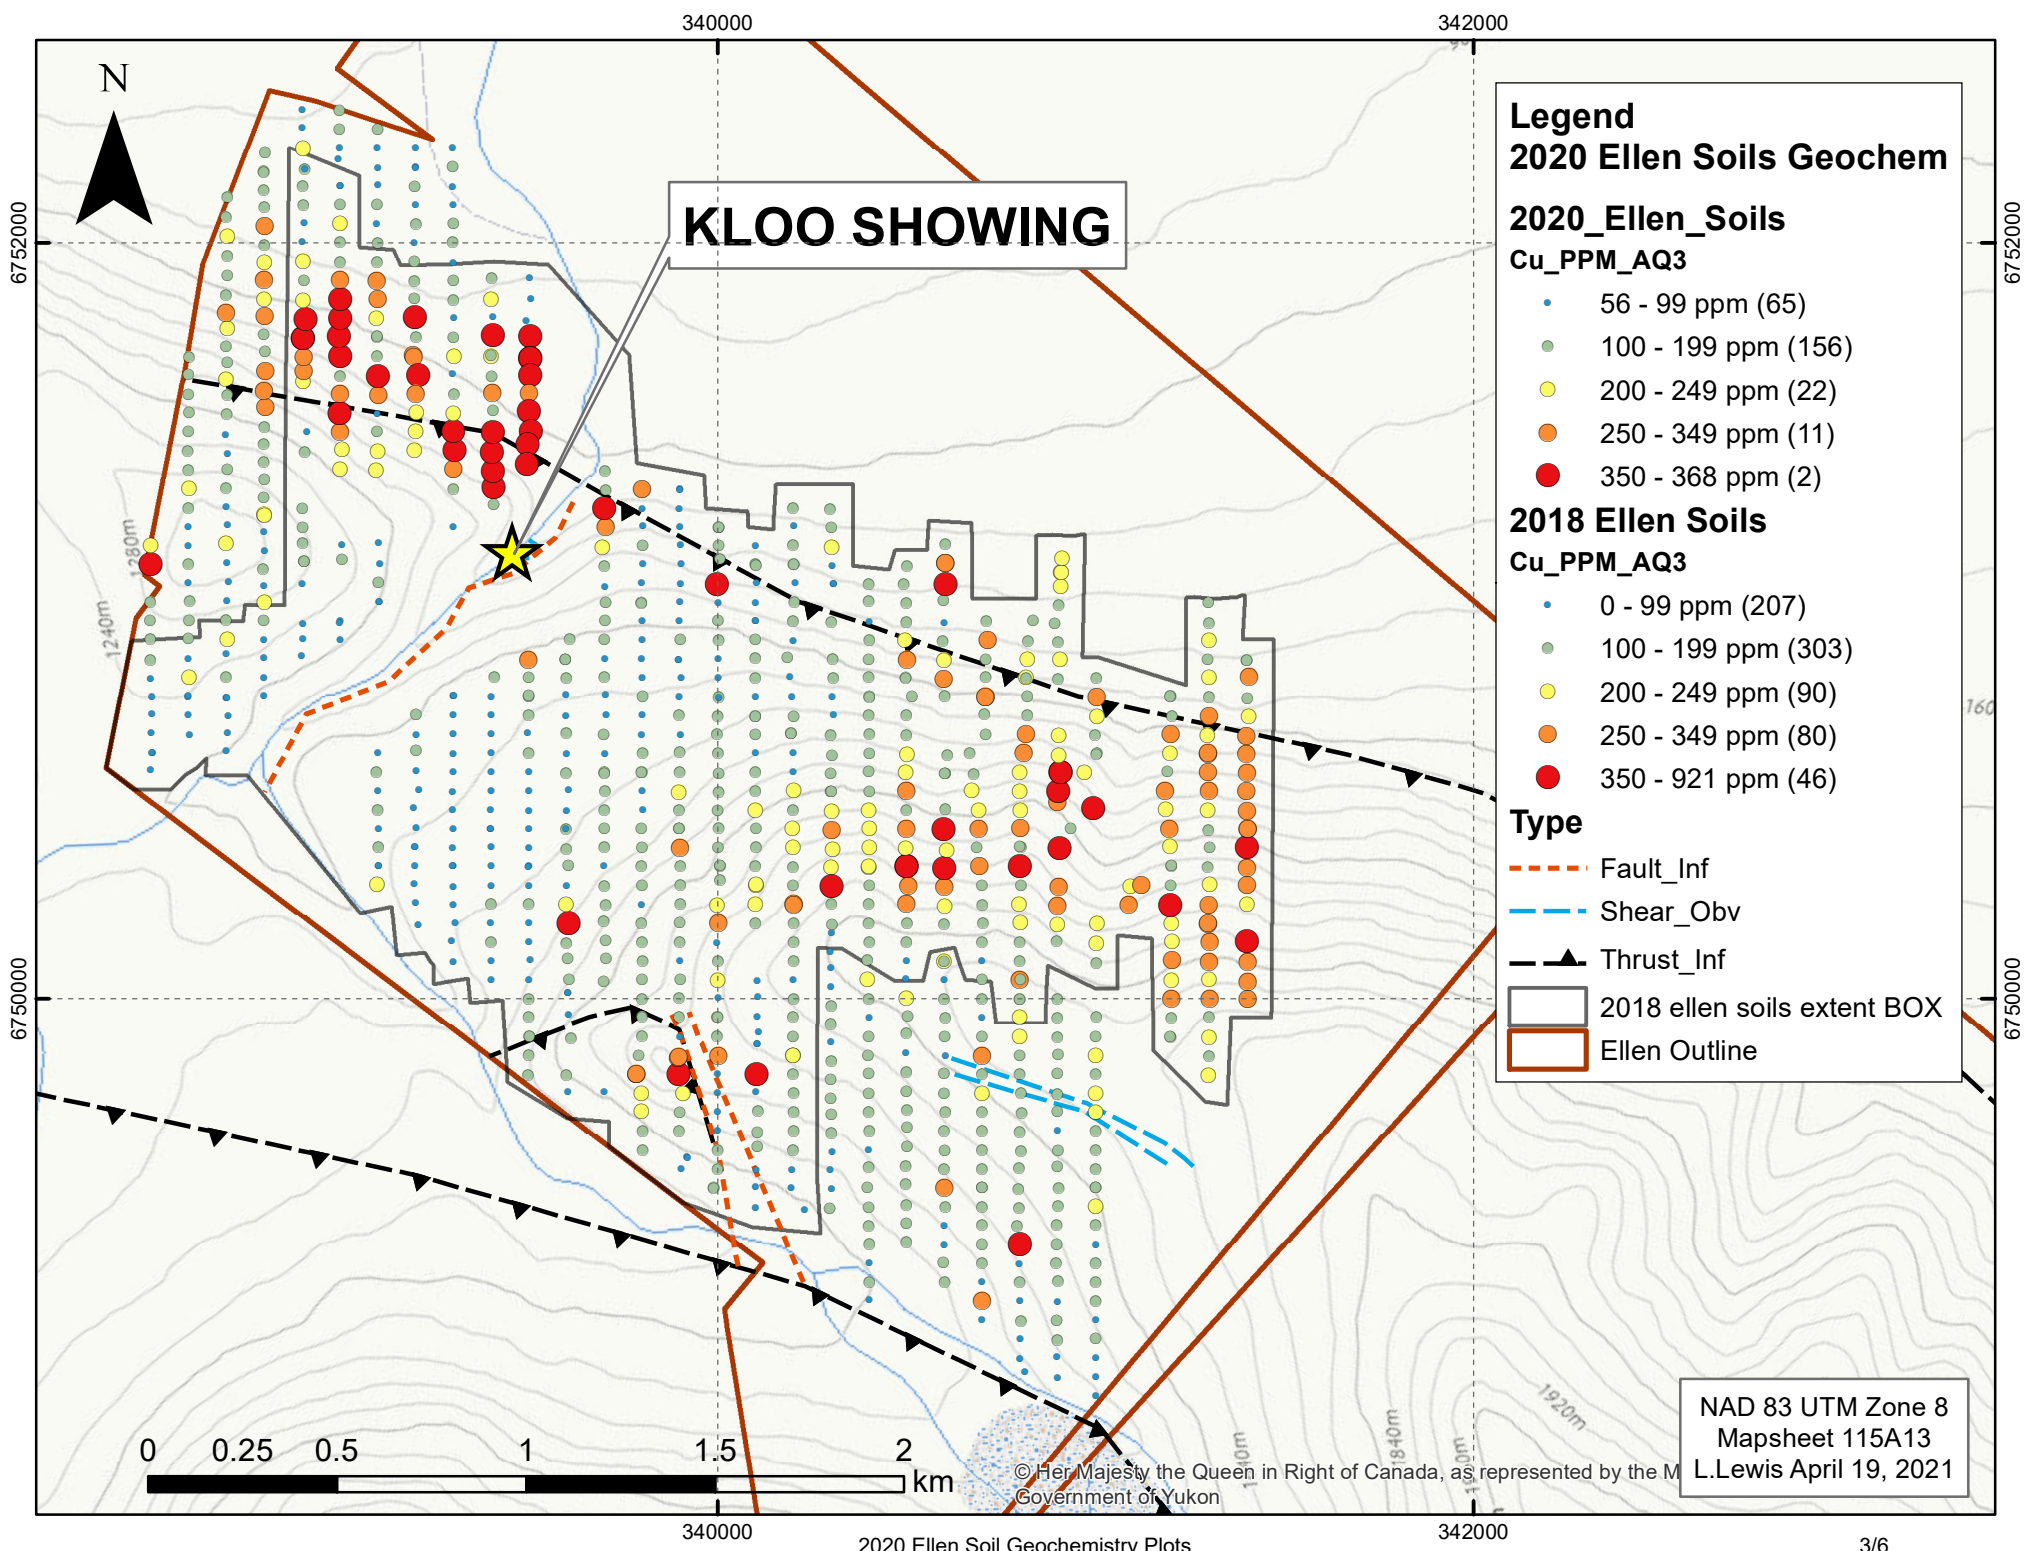 340000
342000
N
6752000
6752000
KLOO SHOWING
Legend
2020 Ellen Soils Geochem
2020_Ellen_Soils
Cu_PPM_AQ3
56 - 99 ppm (65)
100 - 199 ppm (156)
200 - 249 ppm (22)
250 - 349 ppm (11)
350 - 368 ppm (2)
2018 Ellen Soils
Cu_PPM_AQ3
0 - 99 ppm (207)
100 - 199 ppm (303)
200 - 249 ppm (90)
250 - 349 ppm (80)
350 - 921 ppm (46)
Type
Fault_Inf
Shear_Obv
Thrust_Inf
2018 ellen soils extent BOX
Ellen Outline
1280m
1240m
160
6750000
6750000
1920m
1840m
0 0.25 0.5 1 1.5 2
km
© Her Majesty the Queen in Right of Canada, as represented by the M
Government of Yukon
NAD 83 UTM Zone 8
Mapsheet 115A13
L.Lewis April 19, 2021
340000
342000
2020 Ellen Soil Geochemistry Plots
3/6